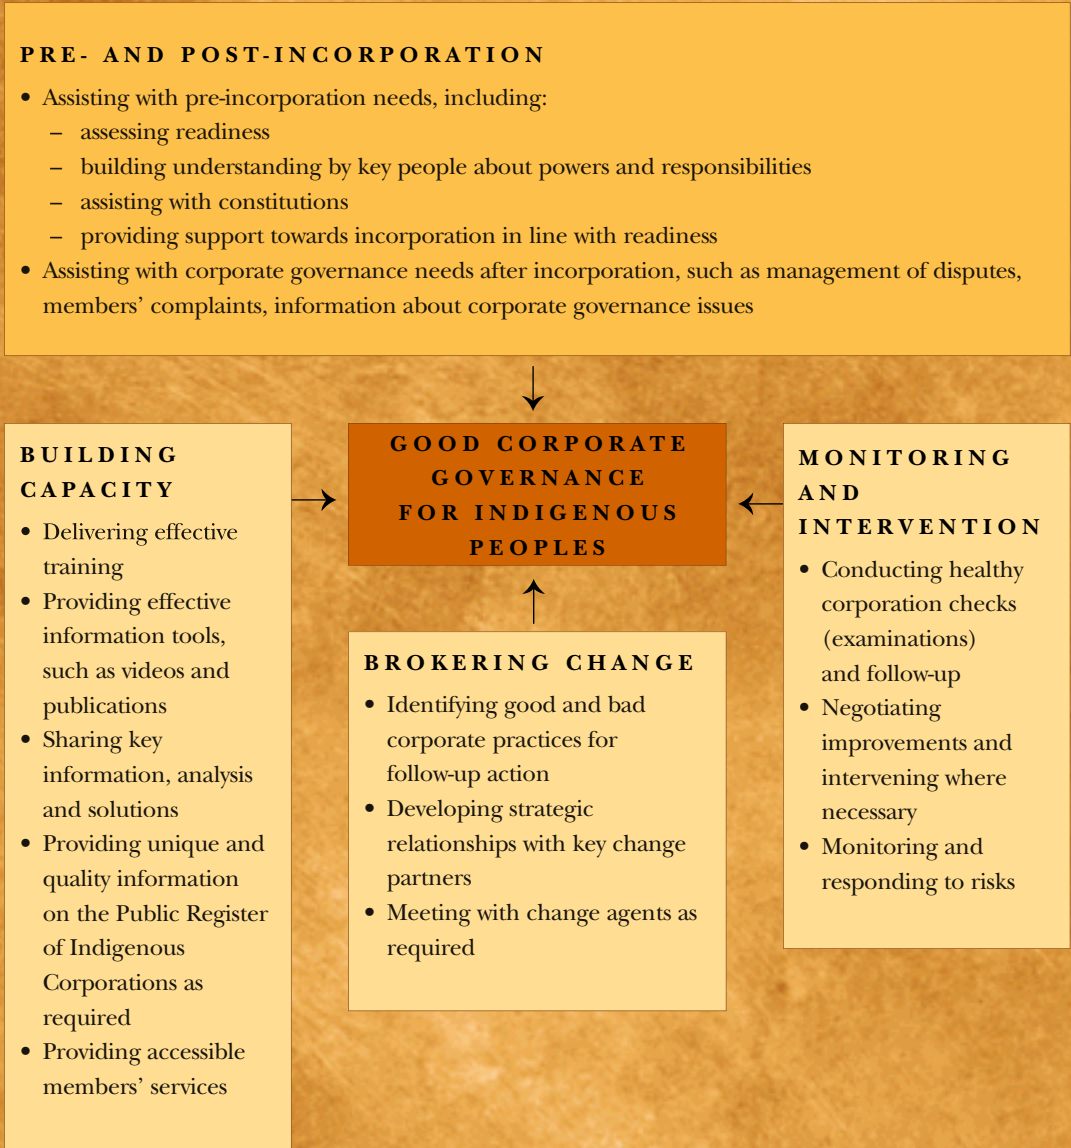 PRE- AND POST-INCORPORATION
• Assisting with pre-incorporation needs, including:
– assessing readiness
– building understanding by key people about powers and responsibilities
– assisting with constitutions
– providing support towards incorporation in line with readiness
• Assisting with corporate governance needs after incorporation, such as management of disputes,
members’ complaints, information about corporate governance issues
BUILDING
CAPACITY
• Delivering effective
training
• Providing effective
information tools,
such as videos and
publications
• Sharing key
information, analysis
and solutions
• Providing unique and
quality information
on the Public Register
of Indigenous
Corporations as
required
• Providing accessible
members’ services
GOOD CORPORATE
GOVERNANCE
FOR INDIGENOUS
PEOPLES
BROKERING CHANGE
• Identifying good and bad
corporate practices for
follow-up action
• Developing strategic
relationships with key change
partners
• Meeting with change agents as
required
MONITORING
AND
INTERVENTION
• Conducting healthy
corporation checks
(examinations)
and follow-up
• Negotiating
improvements and
intervening where
necessary
• Monitoring and
responding to risks